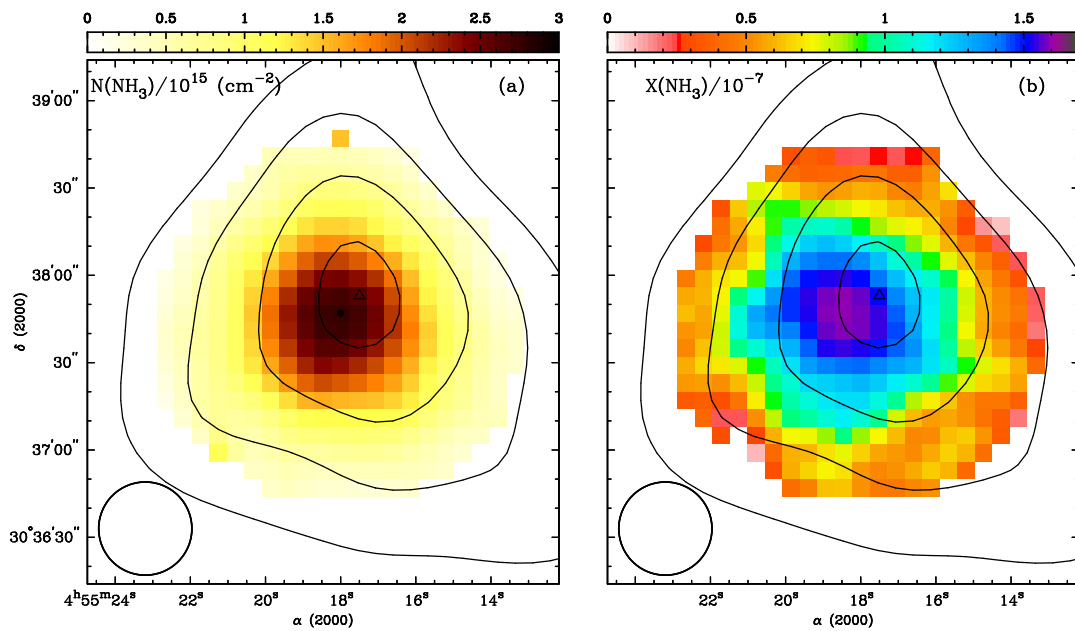 0 0.5 1 1.5 2 2.5 3
0 0.5 1 1.5
N(NH₃)/10¹⁵ (cm⁻²) (a)
X(NH₃)/10⁻⁷ (b)
39'00"
30"
38'00"
30"
37'00"
30°36'30"
δ (2000)
4ʰ55ᵐ24ˢ 22ˢ 20ˢ 18ˢ 16ˢ 14ˢ
22ˢ 20ˢ 18ˢ 16ˢ 14ˢ
α (2000)
α (2000)